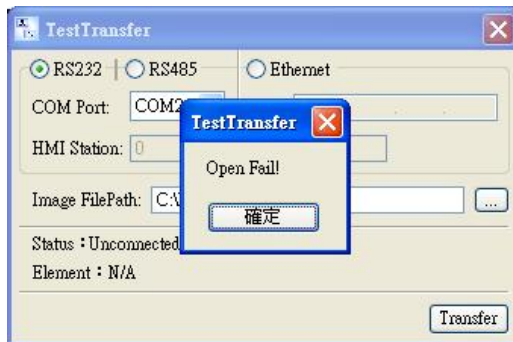 TestTransfer
RS232 | RS485
Ethernet
COM Port: COM2
HMI Station: 0
TestTransfer
Open Fail!
確定
Image FilePath: C:\
...
Status：Unconnected
Element：N/A
Transfer